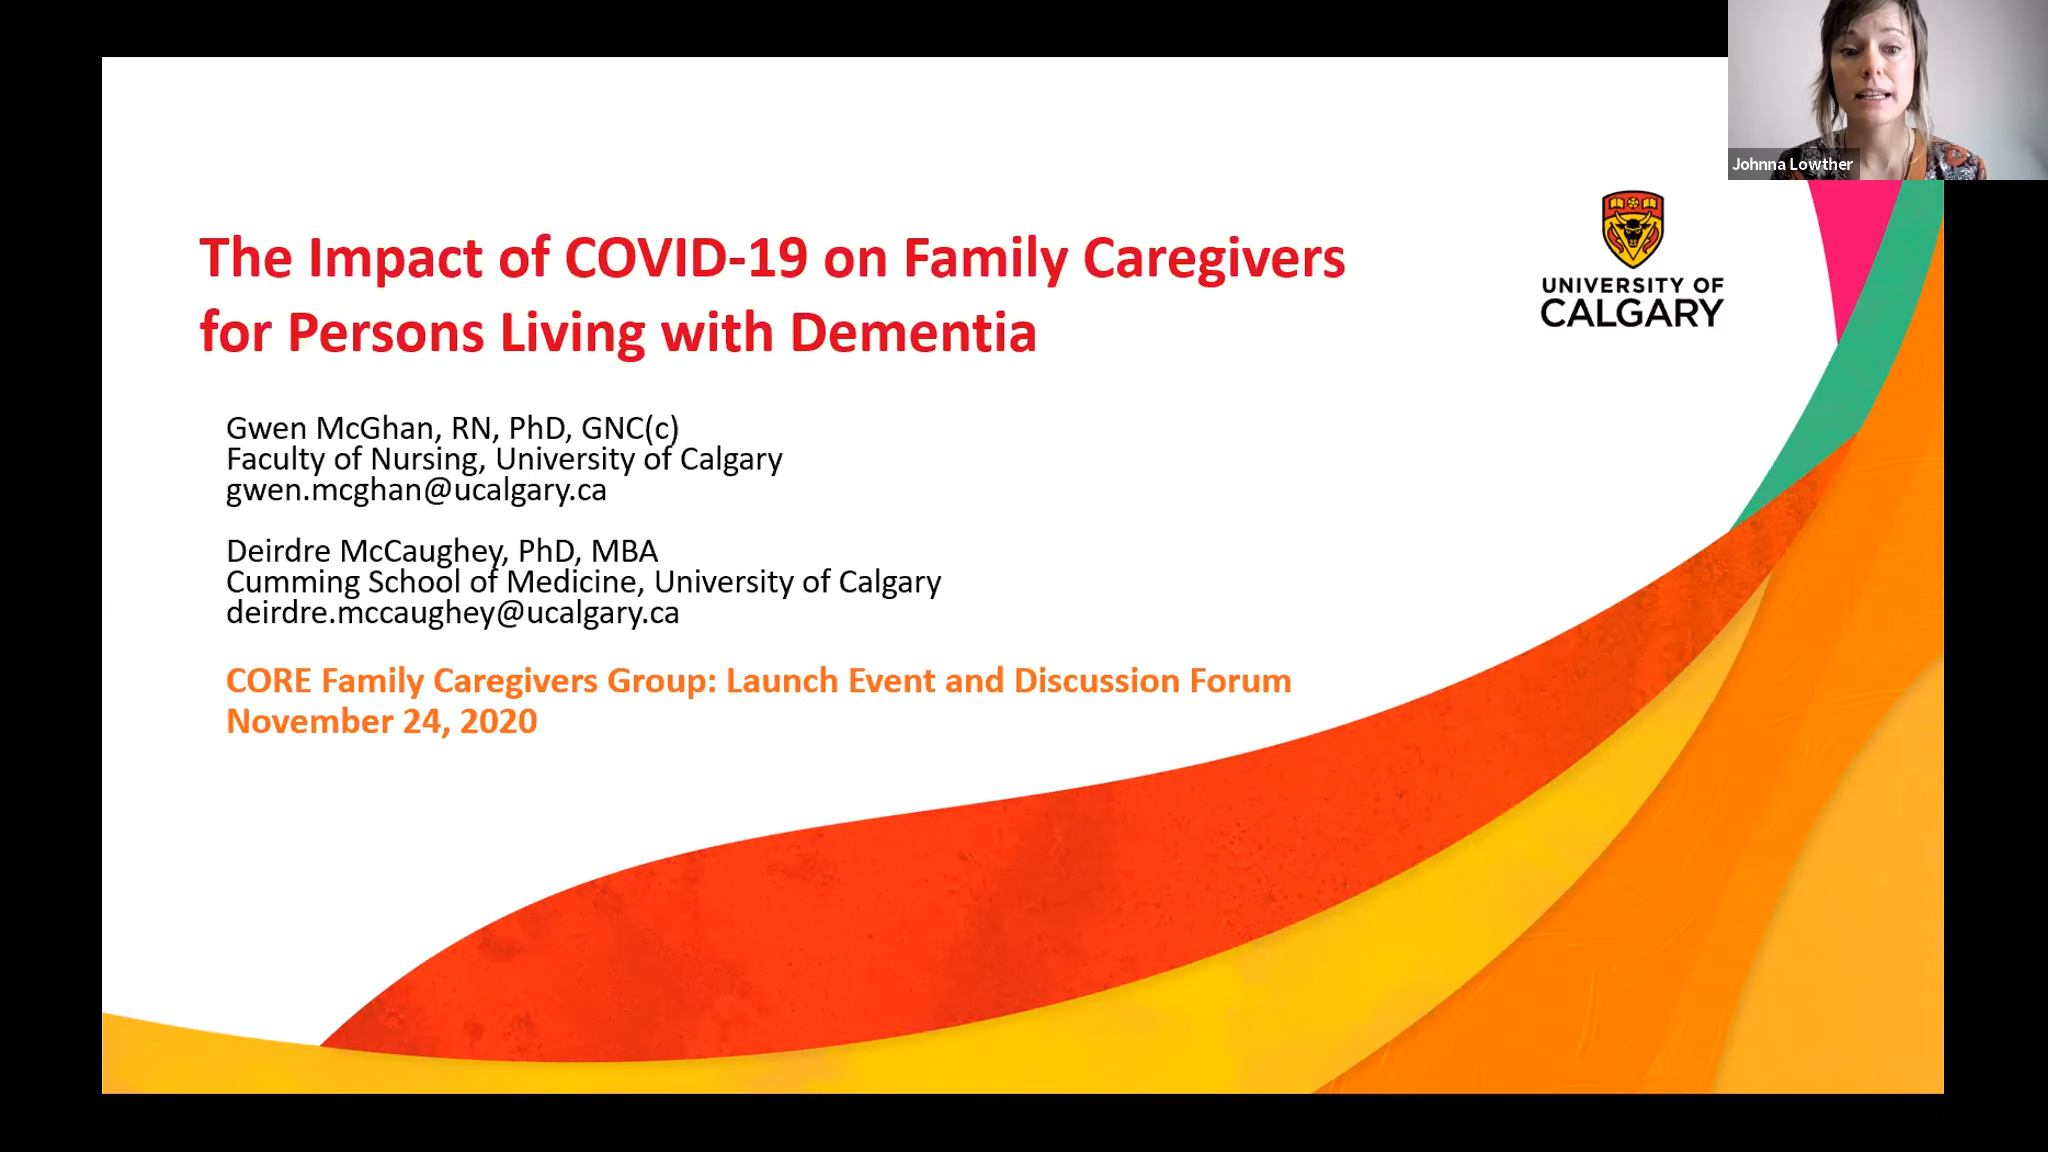 Johnna Lowther
UNIVERSITY OF
CALGARY
The Impact of COVID-19 on Family Caregivers
for Persons Living with Dementia
Gwen McGhan, RN, PhD, GNC(c)
Faculty of Nursing, University of Calgary
gwen.mcghan@ucalgary.ca
Deirdre McCaughey, PhD, MBA
Cumming School of Medicine, University of Calgary
deirdre.mccaughey@ucalgary.ca
CORE Family Caregivers Group: Launch Event and Discussion Forum
November 24, 2020